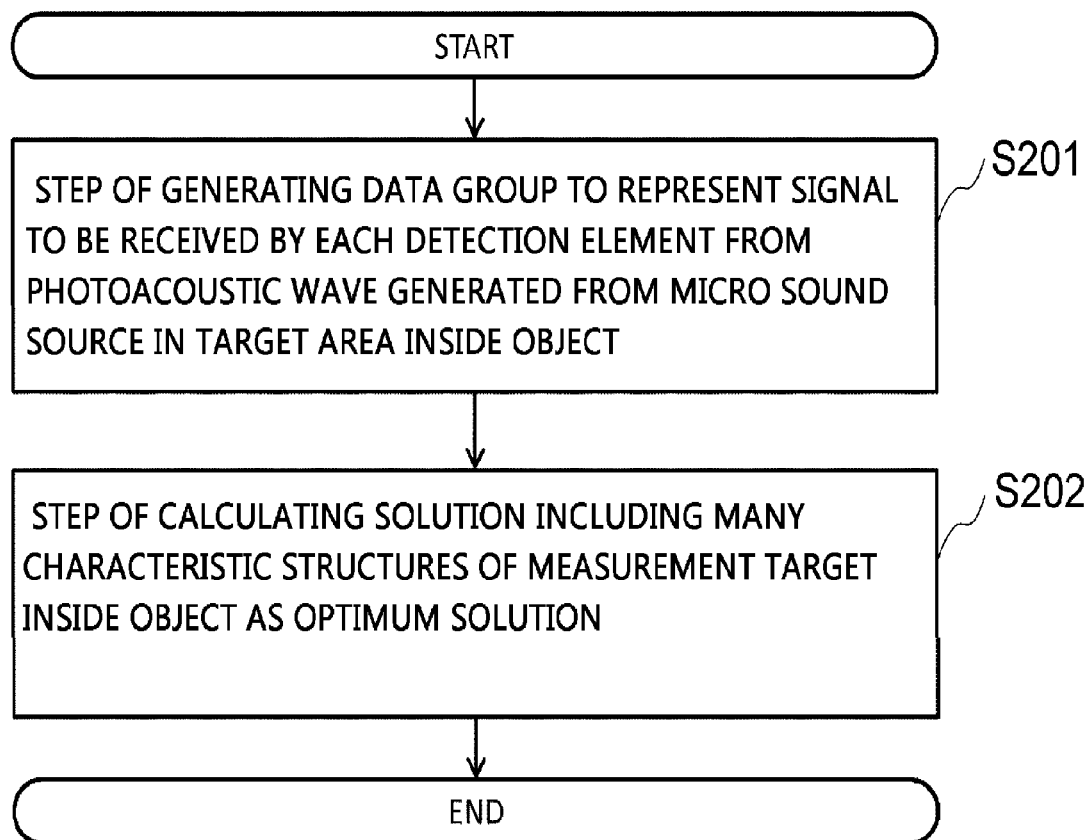 START
S201
STEP OF GENERATING DATA GROUP TO REPRESENT SIGNAL
TO BE RECEIVED BY EACH DETECTION ELEMENT FROM
PHOTOACOUSTIC WAVE GENERATED FROM MICRO SOUND
SOURCE IN TARGET AREA INSIDE OBJECT
S202
STEP OF CALCULATING SOLUTION INCLUDING MANY
CHARACTERISTIC STRUCTURES OF MEASUREMENT TARGET
INSIDE OBJECT AS OPTIMUM SOLUTION
END